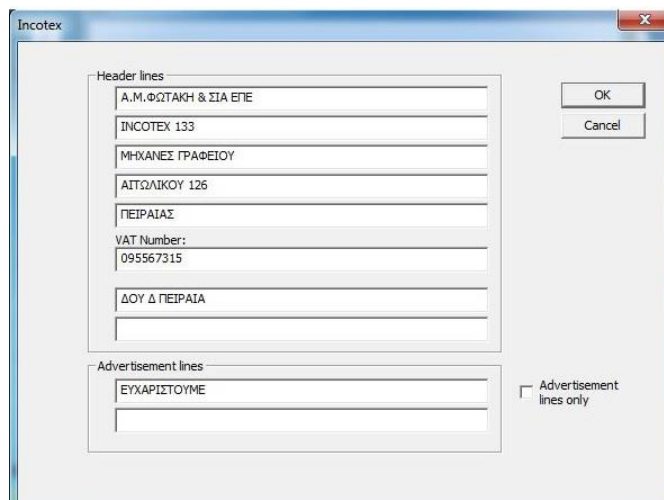 Incotex
Header lines
Α.Μ.ΦΩΤΑΚΗ & ΣΙΑ ΕΠΕ
INCOTEX 133
ΜΗΧΑΝΕΣ ΓΡΑΦΕΙΟΥ
ΑΙΤΩΛΙΚΟΥ 126
ΠΕΙΡΑΙΑΣ
VAT Number:
095567315
ΔΟΥ Δ ΠΕΙΡΑΙΑ
OK
Cancel
Advertisement lines
ΕΥΧΑΡΙΣΤΟΥΜΕ
Advertisement
lines only